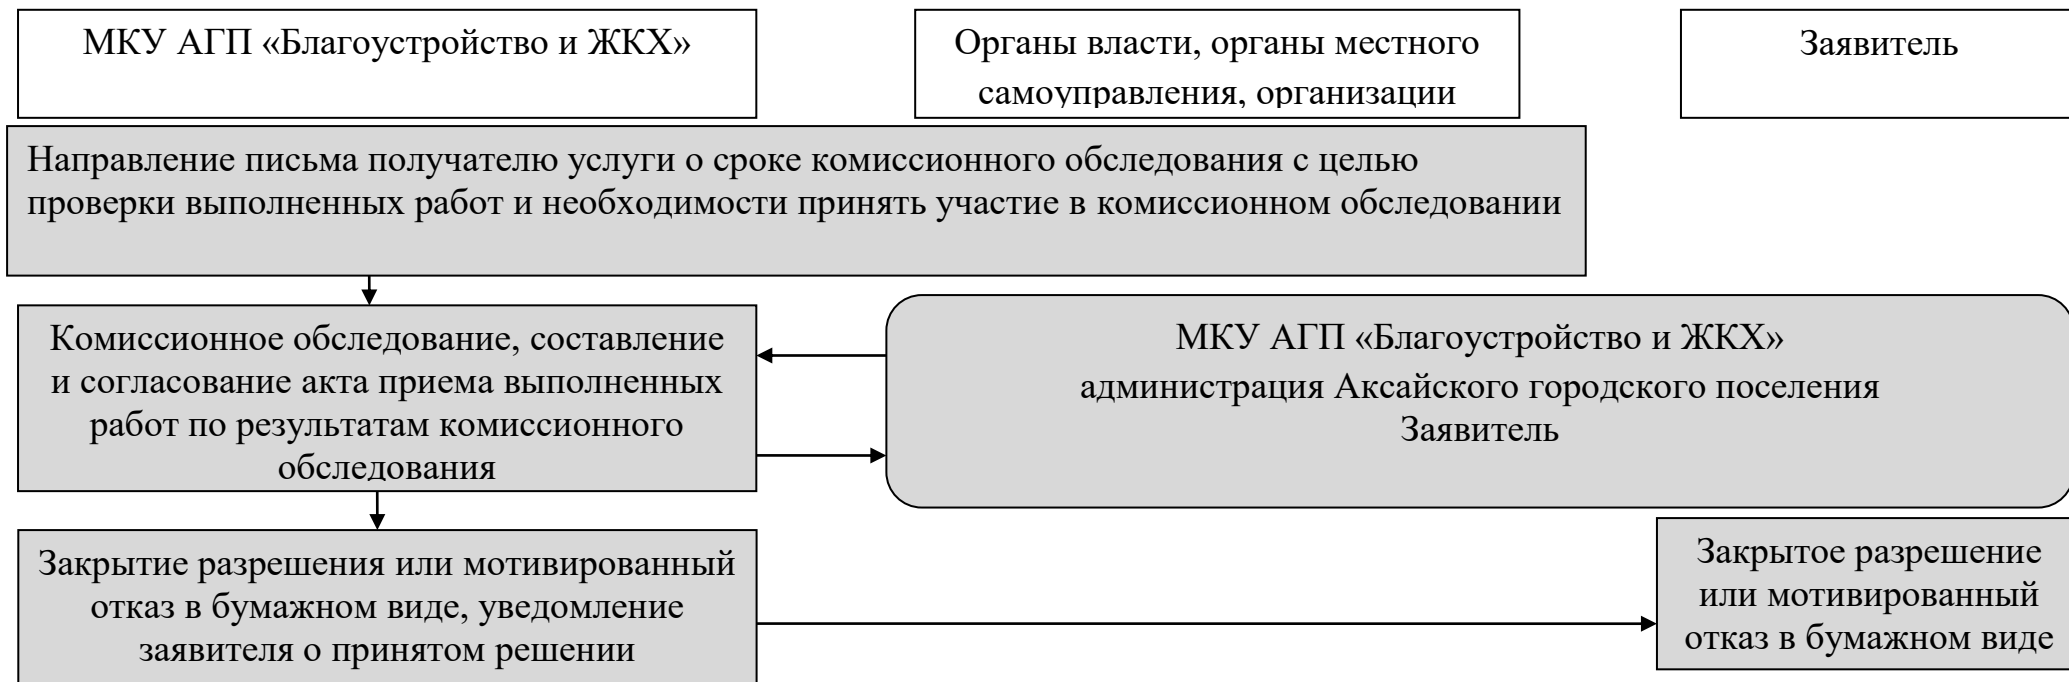 МКУ АГП «Благоустройство и ЖКХ»
Органы власти, органы местного
самоуправления, организации
Заявитель
Направление письма получателю услуги о сроке комиссионного обследования с целью
проверки выполненных работ и необходимости принять участие в комиссионном обследовании
Комиссионное обследование, составление
и согласование акта приема выполненных
работ по результатам комиссионного
обследования
МКУ АГП «Благоустройство и ЖКХ»
администрация Аксайского городского поселения
Заявитель
Закрытие разрешения или мотивированный
отказ в бумажном виде, уведомление
заявителя о принятом решении
Закрытое разрешение
или мотивированный
отказ в бумажном виде